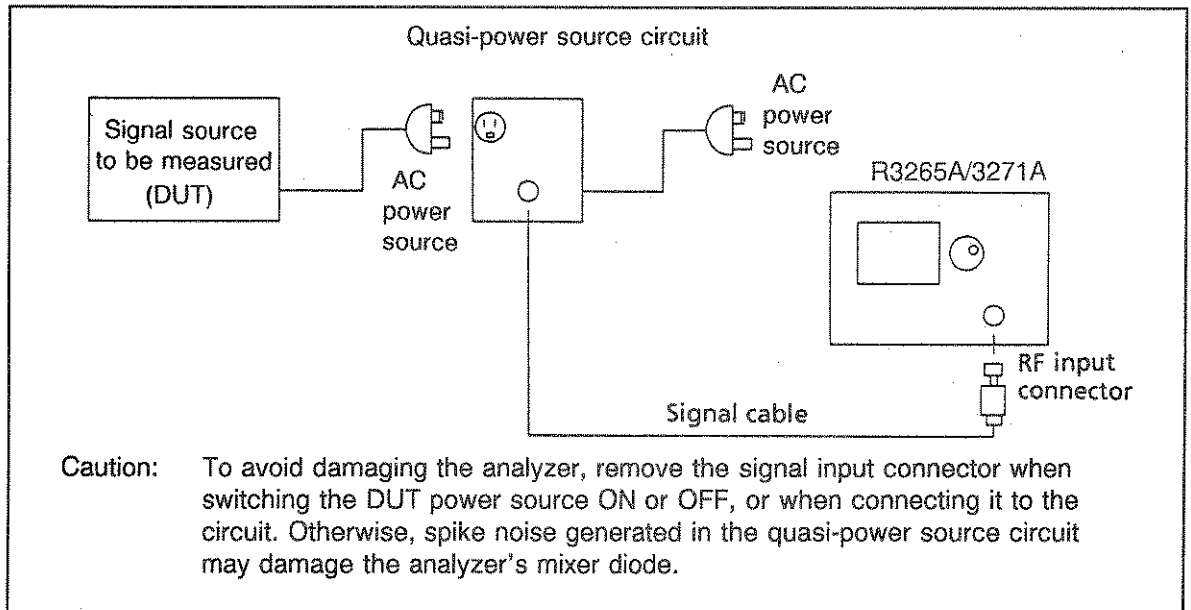 Quasi-power source circuit
Signal source
to be measured
(DUT)
AC
power
source
AC
power
source
R3265A/3271A
RF input
connector
Signal cable
Caution: To avoid damaging the analyzer, remove the signal input connector when
switching the DUT power source ON or OFF, or when connecting it to the
circuit. Otherwise, spike noise generated in the quasi-power source circuit
may damage the analyzer's mixer diode.